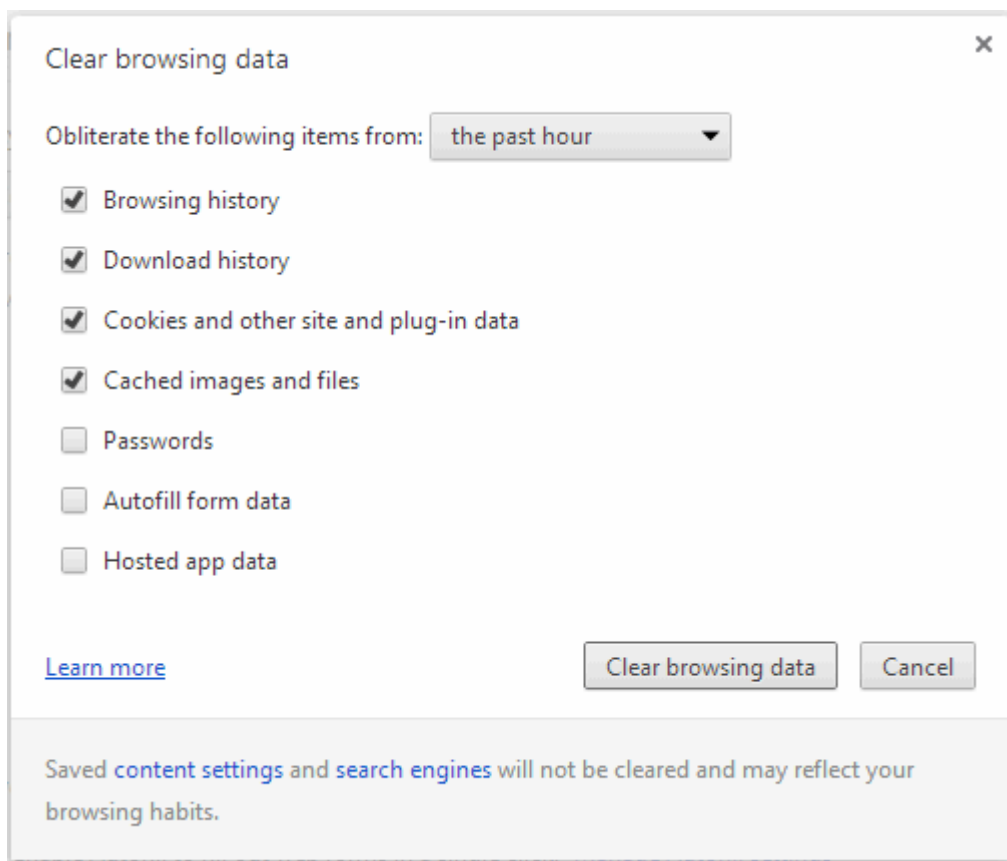 Clear browsing data
Obliterate the following items from: the past hour
Browsing history
Download history
Cookies and other site and plug-in data
Cached images and files
Passwords
Autofill form data
Hosted app data
Learn more Clear browsing data Cancel
Saved content settings and search engines will not be cleared and may reflect your
browsing habits.